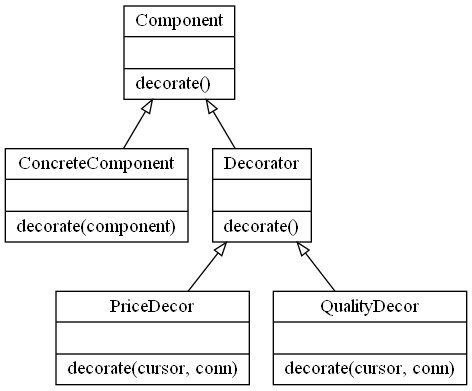 Component
decorate()
ConcreteComponent
decorate(component)
Decorator
decorate()
PriceDecor
decorate(cursor, conn)
QualityDecor
decorate(cursor, conn)